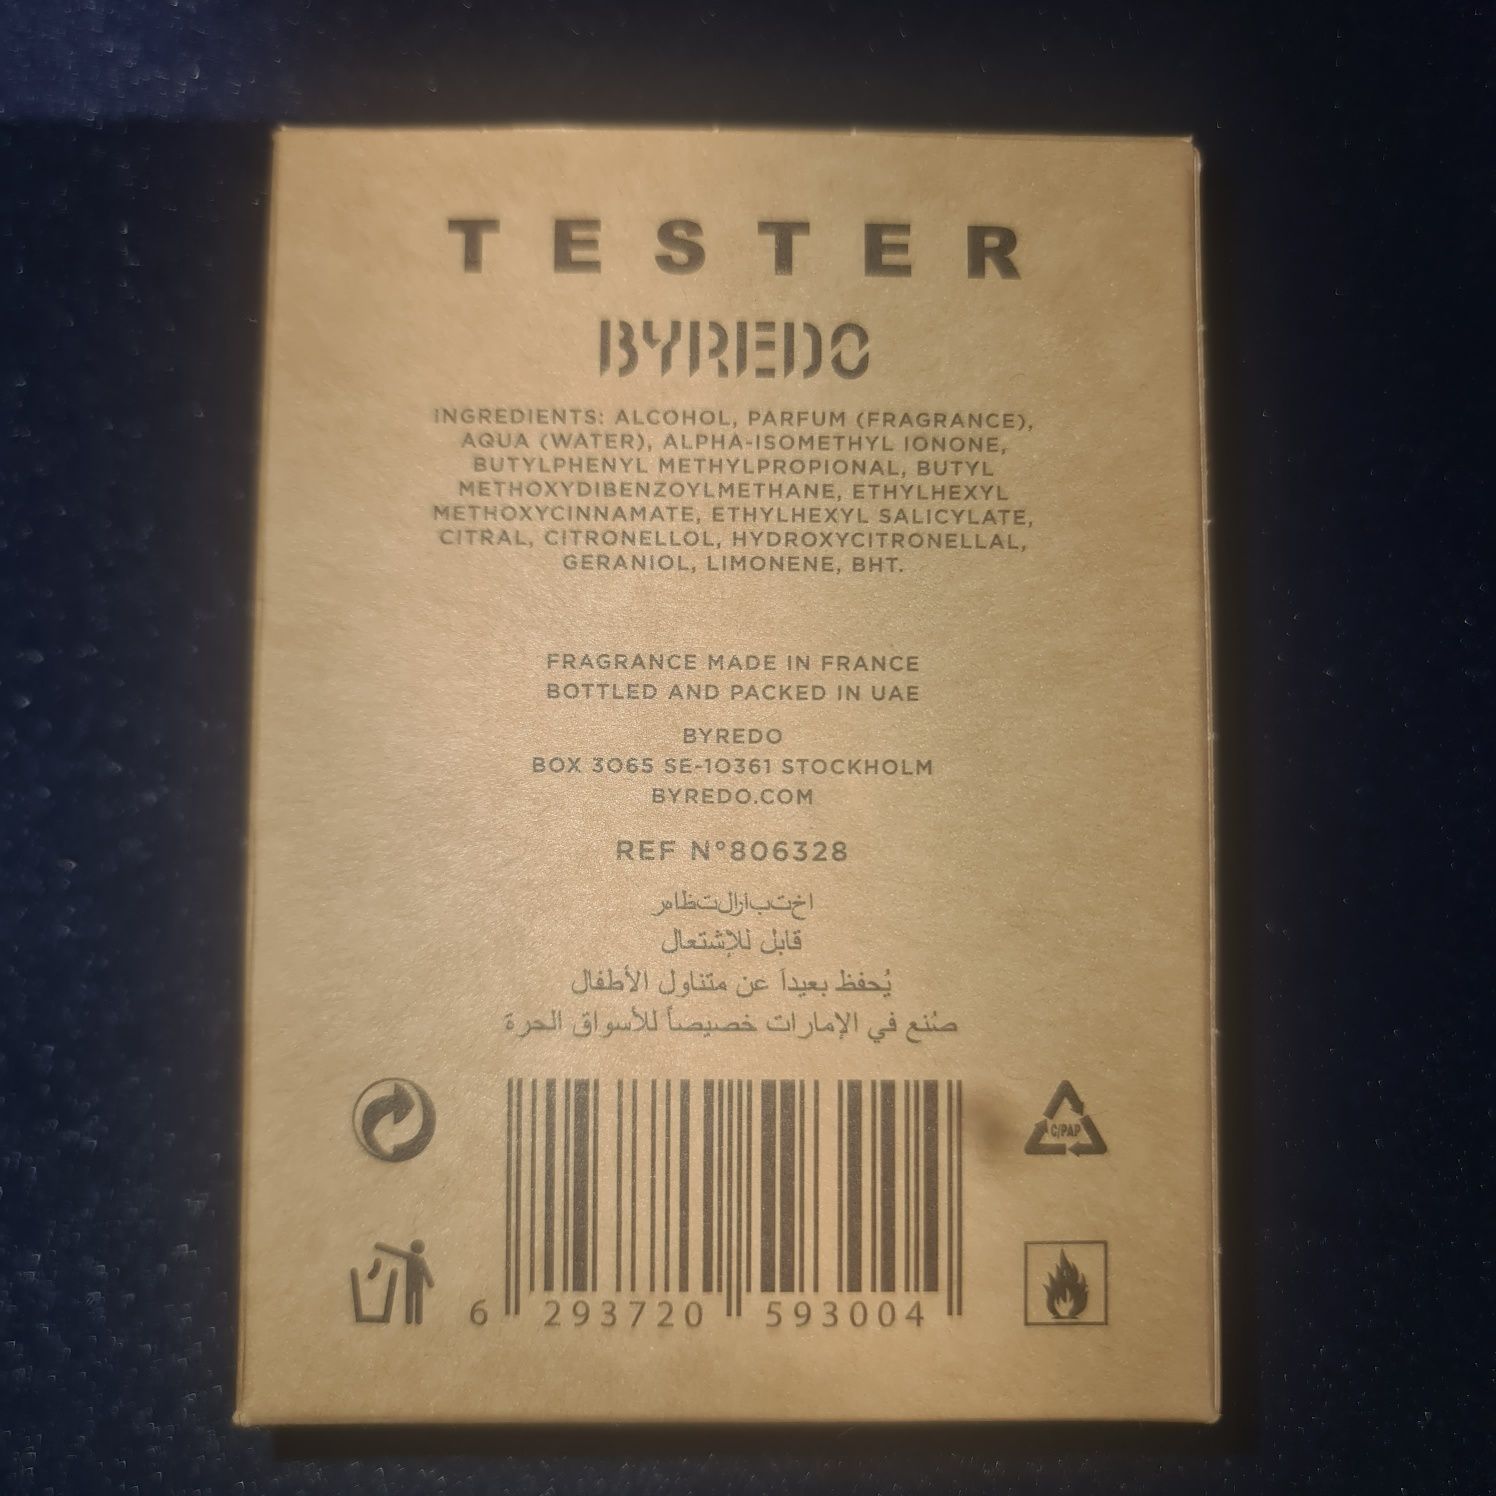 TESTER
BYREDO
INGREDIENTS: ALCOHOL, PARFUM (FRAGRANCE),
AQUA (WATER), ALPHA-ISOMETHYL IONONE,
BUTYLPHENYL METHYLPROPIONAL, BUTYL
METHOXYDIBENZOYLMETHANE, ETHYLHEXYL
METHOXYCINNAMATE, ETHYLHEXYL SALICYLATE,
CITRAL, CITRONELLOL, HYDROXYCITRONELLAL,
GERANIOL, LIMONENE, BHT.
FRAGRANCE MADE IN FRANCE
BOTTLED AND PACKED IN UAE
BYREDO
BOX 3065 SE-10361 STOCKHOLM
BYREDO.COM
REF N°806328
اختبارالتظاهر
قابل للإشتعال
يُحفظ بعيداً عن متناول الأطفال
صُنع في الإمارات خصيصاً للأسواق الحرة
C/PAP
6 293720 593004